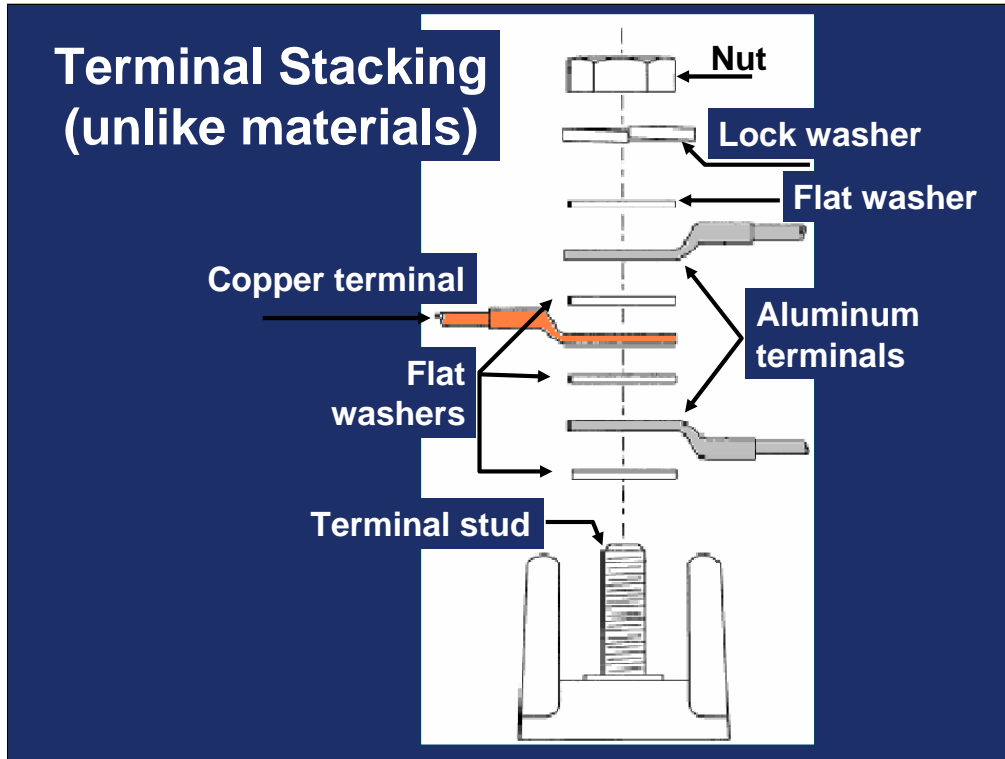 Terminal Stacking
(unlike materials)
Nut
Lock washer
Flat washer
Copper terminal
Aluminum
terminals
Flat
washers
Terminal stud